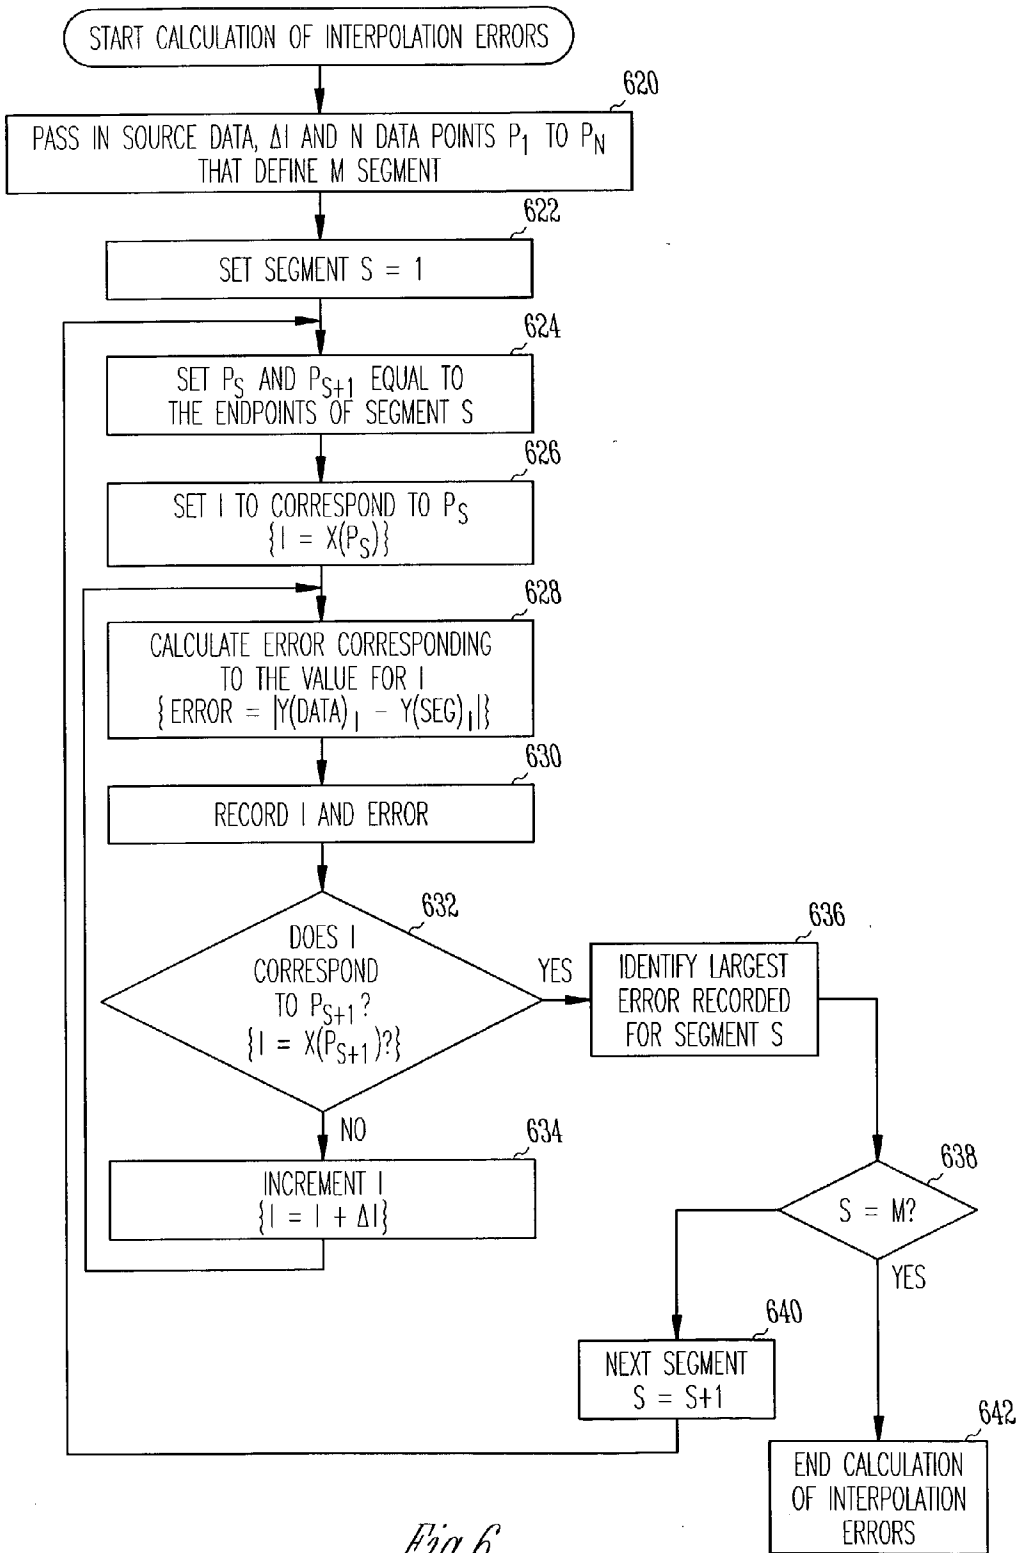 START CALCULATION OF INTERPOLATION ERRORS
620
PASS IN SOURCE DATA, ΔI AND N DATA POINTS P1 TO PN
THAT DEFINE M SEGMENT
622
SET SEGMENT S = 1
624
SET PS AND PS+1 EQUAL TO
THE ENDPOINTS OF SEGMENT S
626
SET I TO CORRESPOND TO PS
{I = X(PS)}
628
CALCULATE ERROR CORRESPONDING
TO THE VALUE FOR I
{ERROR = |Y(DATA)I - Y(SEG)I|}
630
RECORD I AND ERROR
632
DOES I
CORRESPOND
TO PS+1?
{I = X(PS+1)?}
YES
636
IDENTIFY LARGEST
ERROR RECORDED
FOR SEGMENT S
NO
634
INCREMENT I
{I = I + ΔI}
638
S = M?
YES
640
NEXT SEGMENT
S = S+1
642
END CALCULATION
OF INTERPOLATION
ERRORS
Fig.6